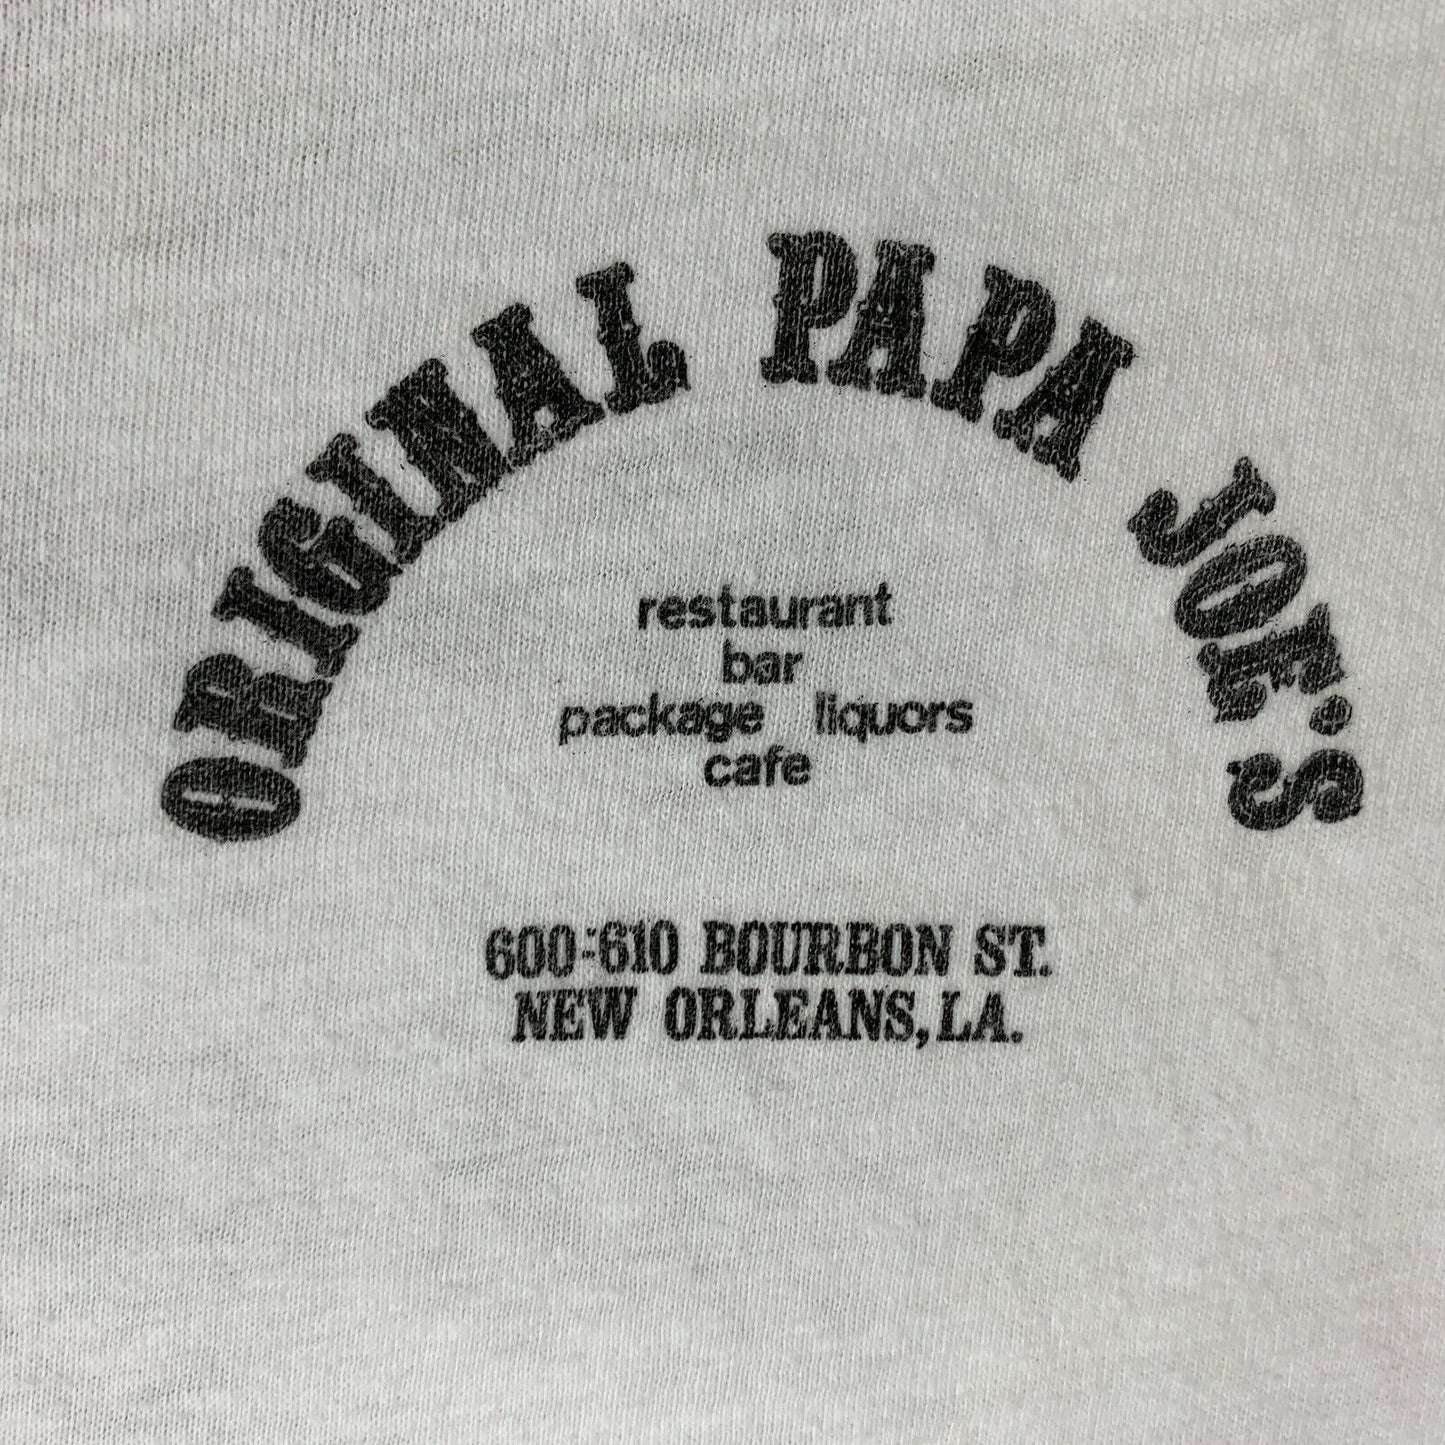 ORIGINAL PAPA JOE'S
restaurant
bar
package liquors
cafe
600-610 BOURBON ST.
NEW ORLEANS, LA.